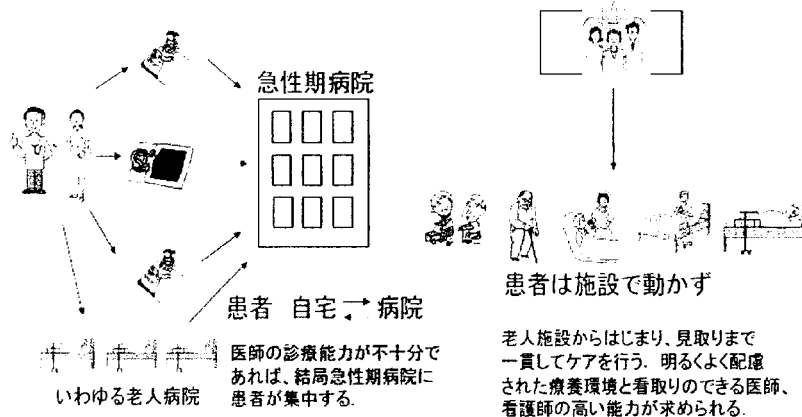 急性期病院
患者 自宅 病院
医師の診療能力が不十分で
あれば、結局急性期病院に
患者が集中する.
いわゆる老人病院
患者は施設で動かず
老人施設からはじまり、見取りまで
一貫してケアを行う. 明るくよく配慮
された療養環境と看取りのできる医師、
看護師の高い能力が求められる.